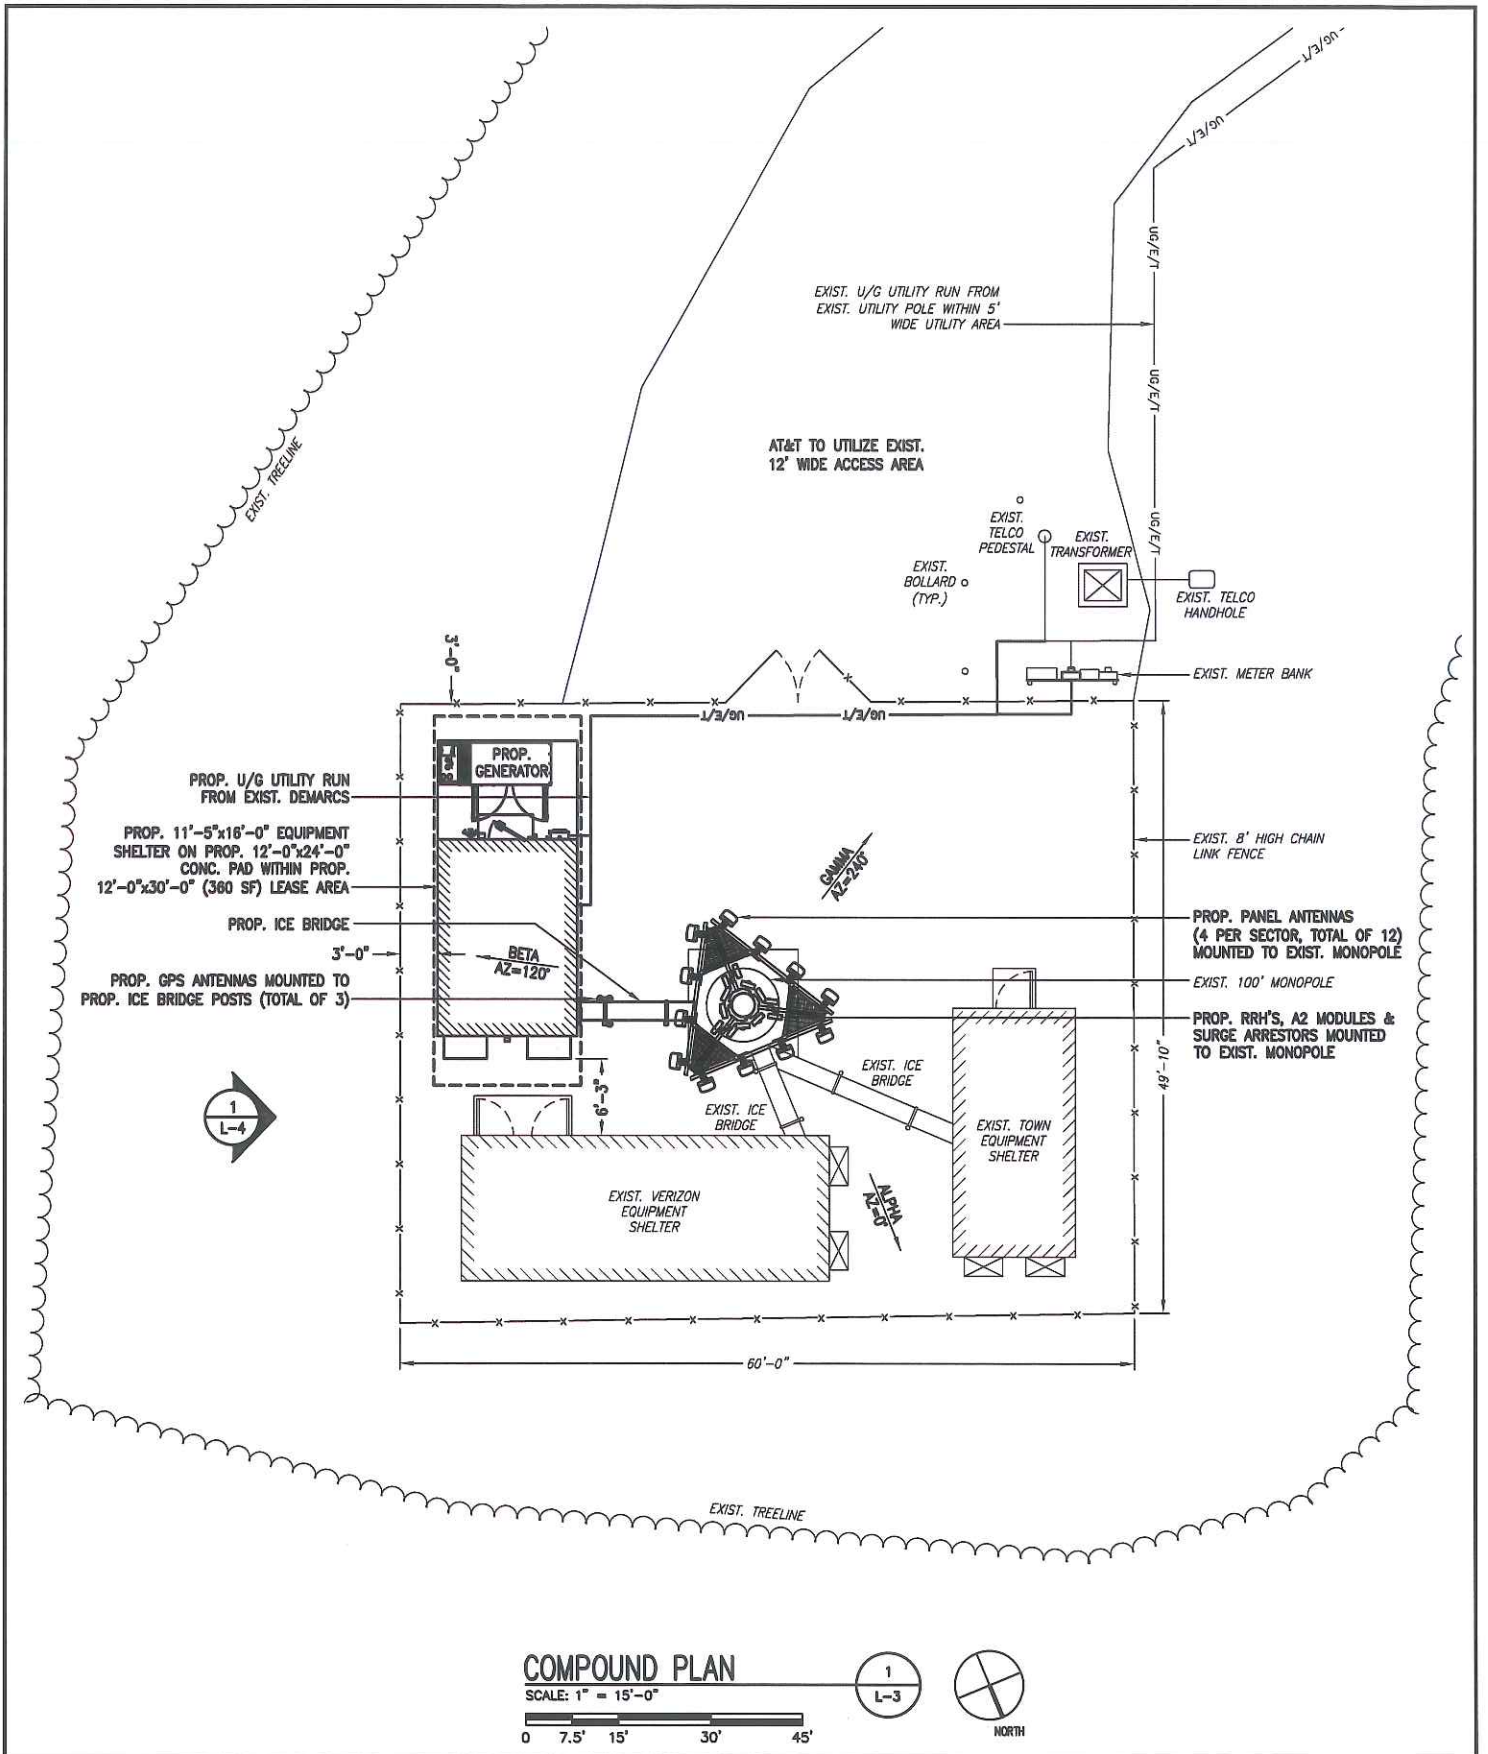 UG/E/T
UG/E/T
UG/E/T
EXIST. U/G UTILITY RUN FROM
EXIST. UTILITY POLE WITHIN 5'
WIDE UTILITY AREA
UG/E/T
AT&T TO UTILIZE EXIST.
12' WIDE ACCESS AREA
EXIST. TREELINE
UG/E/T
EXIST.
TELCO
PEDESTAL
EXIST.
TRANSFORMER
EXIST.
BOLLARD
(TYP.)
EXIST. TELCO
HANDHOLE
3'-0"
EXIST. METER BANK
UG/E/T
UG/E/T
PROP.
GENERATOR
PROP. U/G UTILITY RUN
FROM EXIST. DEMARCS
PROP. 11'-5"x16'-0" EQUIPMENT
SHELTER ON PROP. 12'-0"x24'-0"
CONC. PAD WITHIN PROP.
12'-0"x30'-0" (360 SF) LEASE AREA
EXIST. 8' HIGH CHAIN
LINK FENCE
GAMMA
AZ=240°
PROP. ICE BRIDGE
PROP. PANEL ANTENNAS
(4 PER SECTOR, TOTAL OF 12)
MOUNTED TO EXIST. MONOPOLE
3'-0"
BETA
AZ=120°
PROP. GPS ANTENNAS MOUNTED TO
PROP. ICE BRIDGE POSTS (TOTAL OF 3)
EXIST. 100' MONOPOLE
PROP. RRH'S, A2 MODULES &
SURGE ARRESTORS MOUNTED
TO EXIST. MONOPOLE
49'-10"
EXIST. ICE
BRIDGE
6'-3"
EXIST. ICE
BRIDGE
1
L-4
EXIST. TOWN
EQUIPMENT
SHELTER
EXIST. VERIZON
EQUIPMENT
SHELTER
ALPHA
AZ=0°
60'-0"
EXIST. TREELINE
COMPOUND PLAN
SCALE: 1" = 15'-0"
1
L-3
0 7.5' 15' 30' 45'
NORTH